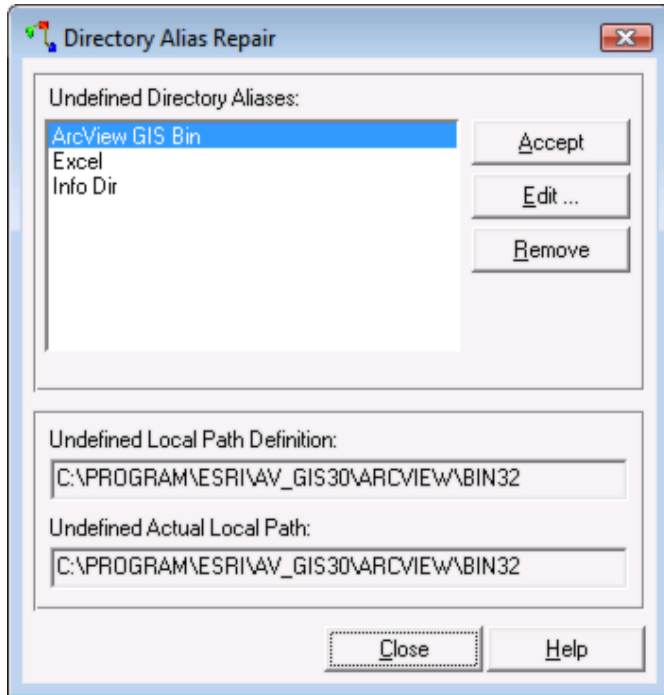 Directory Alias Repair
Undefined Directory Aliases:
ArcView GIS Bin
Excel
Info Dir
Accept
Edit ...
Remove
Undefined Local Path Definition:
C:\PROGRAM\ESRI\AV_GIS30\ARCVIEW\BIN32
Undefined Actual Local Path:
C:\PROGRAM\ESRI\AV_GIS30\ARCVIEW\BIN32
Close
Help